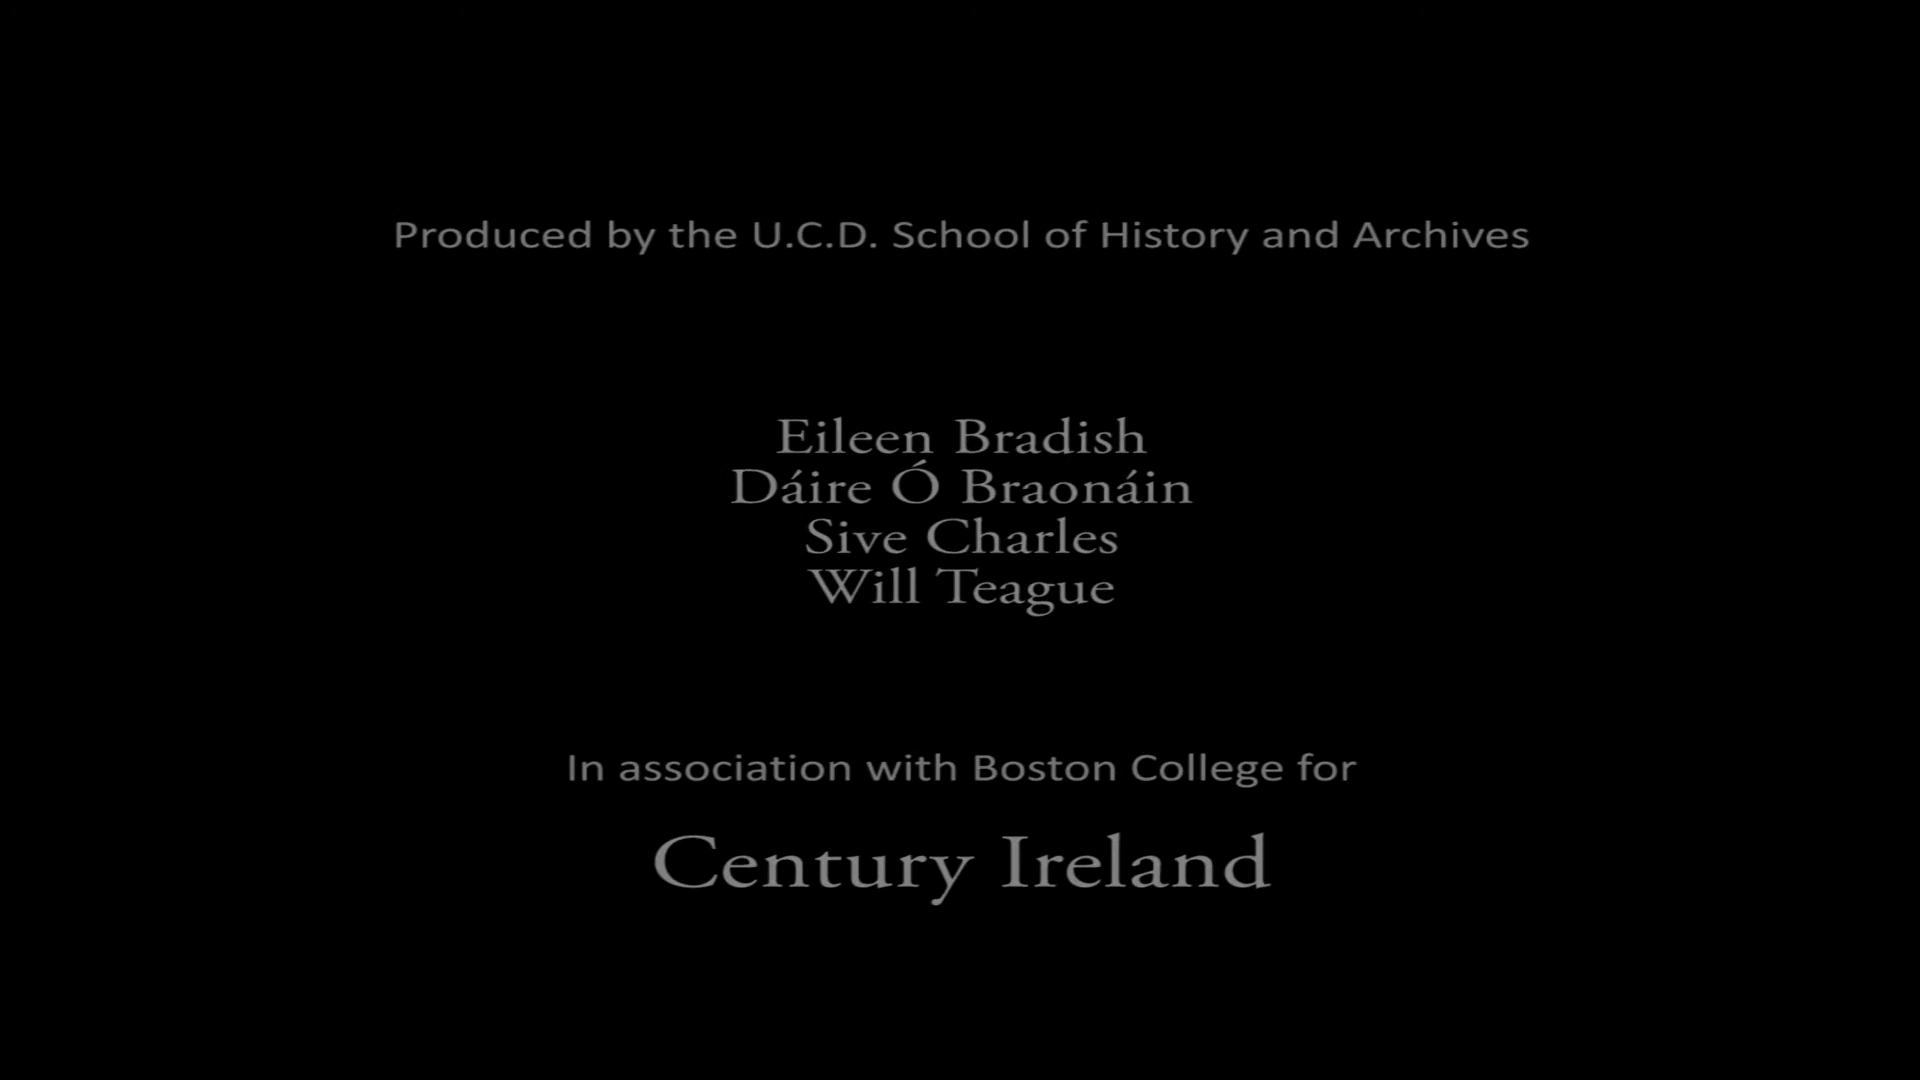 Produced by the U.C.D. School of History and Archives
Eileen Bradish
Dáire Ó Braonáin
Sive Charles
Will Teague
In association with Boston College for
Century Ireland